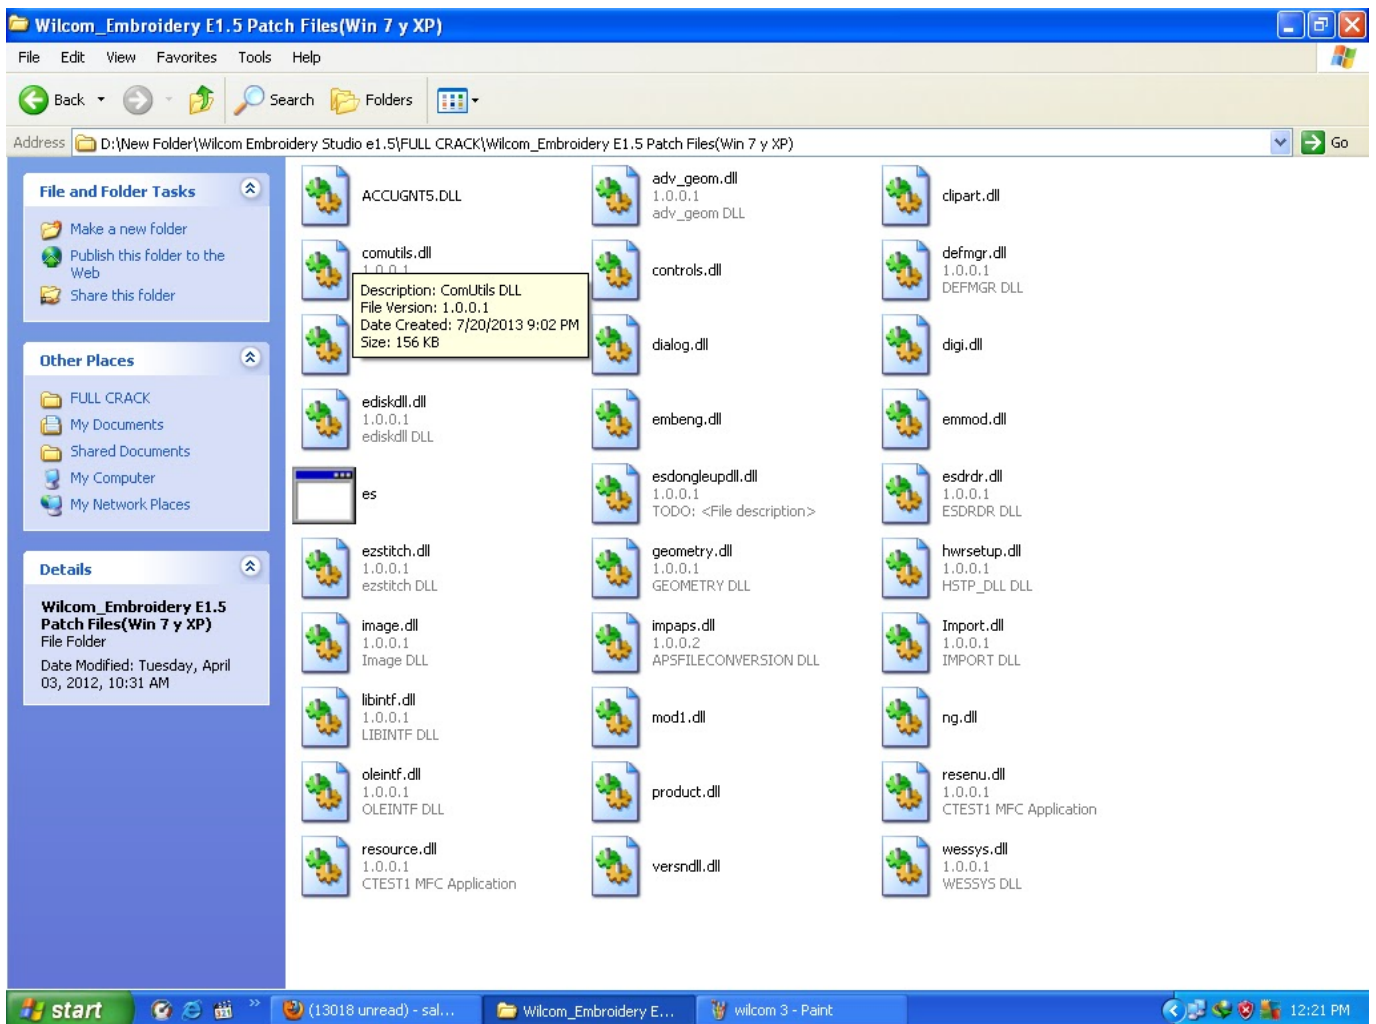 Wilcom_Embroidery E1.5 Patch Files(Win 7 y XP)
File Edit View Favorites Tools Help
Back Search Folders
Address D:\New Folder\Wilcom Embroidery Studio e1.5\FULL CRACK\Wilcom_Embroidery E1.5 Patch Files(Win 7 y XP) Go
File and Folder Tasks
Make a new folder
Publish this folder to the
Web
Share this folder
Other Places
FULL CRACK
My Documents
Shared Documents
My Computer
My Network Places
Details
Wilcom_Embroidery E1.5
Patch Files(Win 7 y XP)
File Folder
Date Modified: Tuesday, April
03, 2012, 10:31 AM
ACCUGNT5.DLL
adv_geom.dll
1.0.0.1
adv_geom DLL
clipart.dll
comutils.dll
1.0.0.1
Description: ComUtils DLL
File Version: 1.0.0.1
Date Created: 7/20/2013 9:02 PM
Size: 156 KB
controls.dll
defmgr.dll
1.0.0.1
DEFMGR DLL
dialog.dll
digi.dll
ediskdll.dll
1.0.0.1
ediskdll DLL
embeng.dll
emmod.dll
es
esdongleupdll.dll
1.0.0.1
TODO: <File description>
esdrdr.dll
1.0.0.1
ESDRDR DLL
ezstitch.dll
1.0.0.1
ezstitch DLL
geometry.dll
1.0.0.1
GEOMETRY DLL
hwrsetup.dll
1.0.0.1
HSTP_DLL DLL
image.dll
1.0.0.1
Image DLL
impaps.dll
1.0.0.2
APSFILECONVERSION DLL
Import.dll
1.0.0.1
IMPORT DLL
libintf.dll
1.0.0.1
LIBINTF DLL
mod1.dll
ng.dll
oleintf.dll
1.0.0.1
OLEINTF DLL
product.dll
resenu.dll
1.0.0.1
CTEST1 MFC Application
resource.dll
1.0.0.1
CTEST1 MFC Application
versndll.dll
wessys.dll
1.0.0.1
WESSYS DLL
start (13018 unread) - sal... Wilcom_Embroidery E... wilcom 3 - Paint 12:21 PM